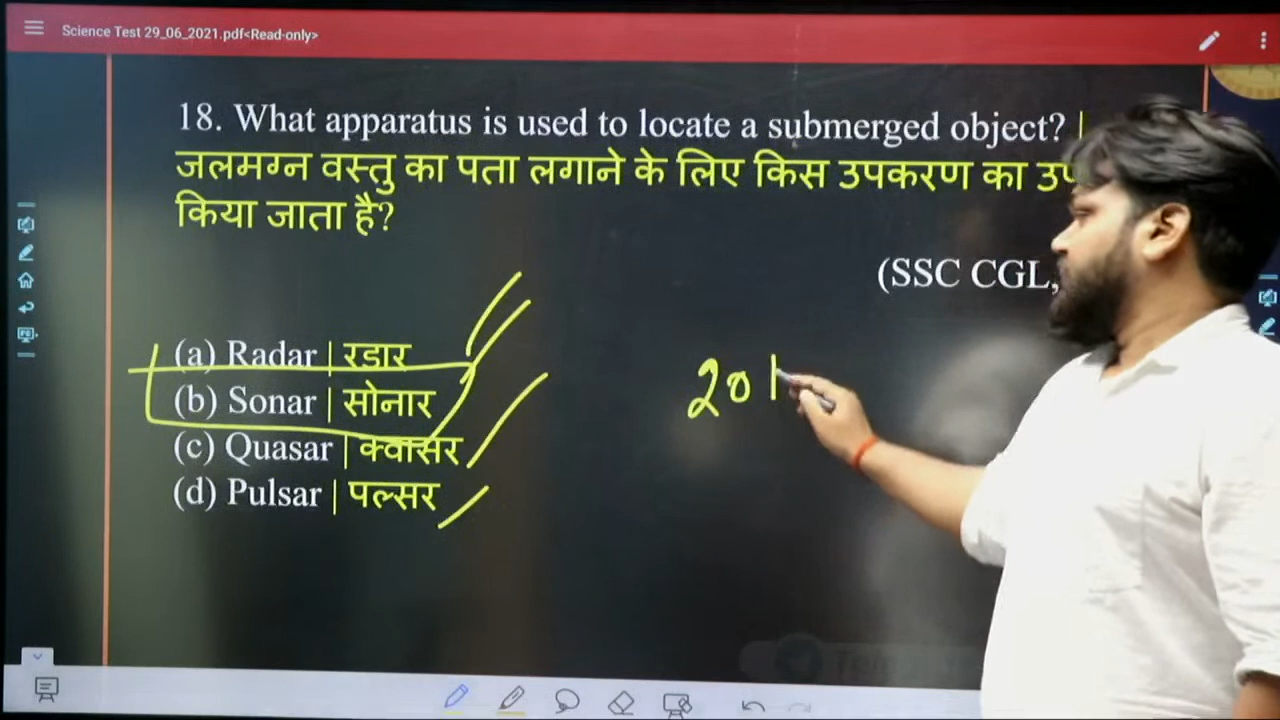 Science Test 29_06_2021.pdf<Read-only>
18. What apparatus is used to locate a submerged object? |
जलमग्न वस्तु का पता लगाने के लिए किस उपकरण का
किया जाता है?
(SSC CGL,
(a) Radar | रडार
(b) Sonar | सोनार
(c) Quasar | क्वासर
(d) Pulsar | पल्सर
201